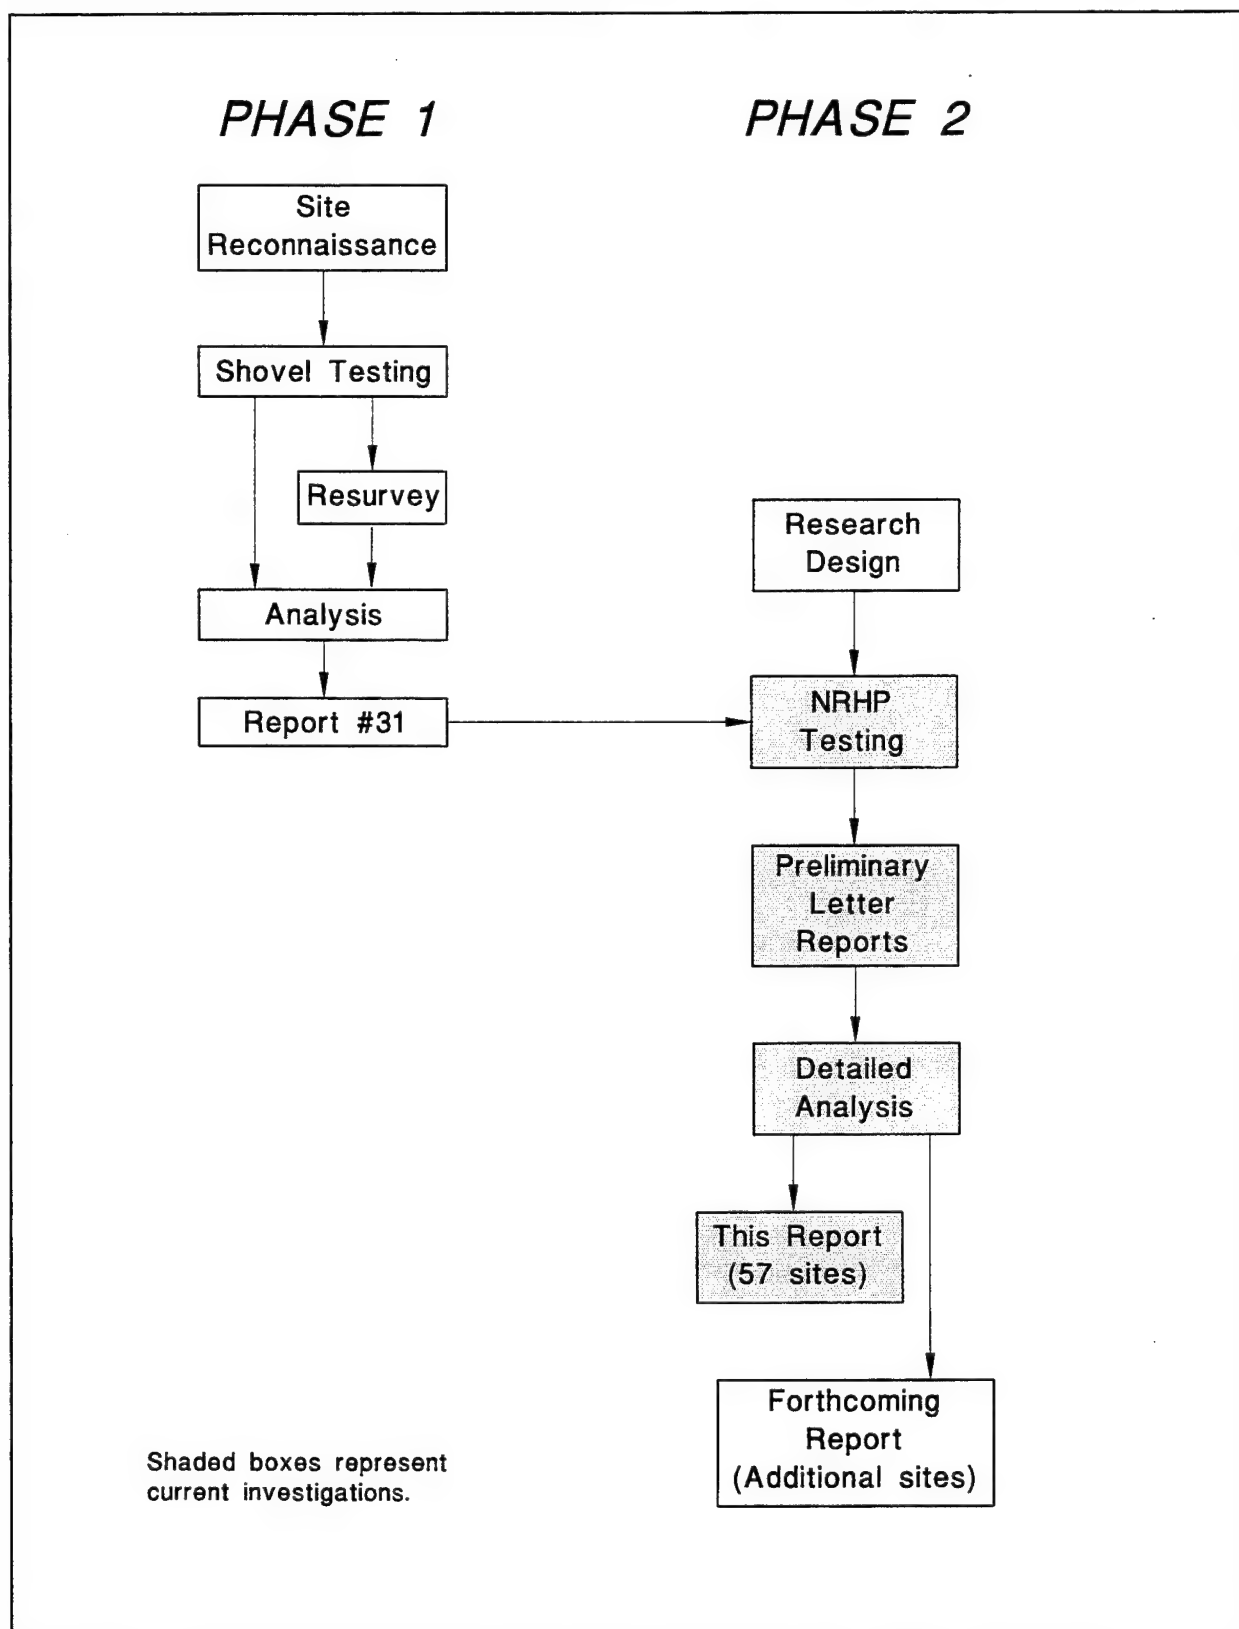 PHASE 1
Site
Reconnaissance
Shovel Testing
Resurvey
Analysis
Report #31
PHASE 2
Research
Design
NRHP
Testing
Preliminary
Letter
Reports
Detailed
Analysis
This Report
(57 sites)
Forthcoming
Report
(Additional sites)
Shaded boxes represent
current investigations.